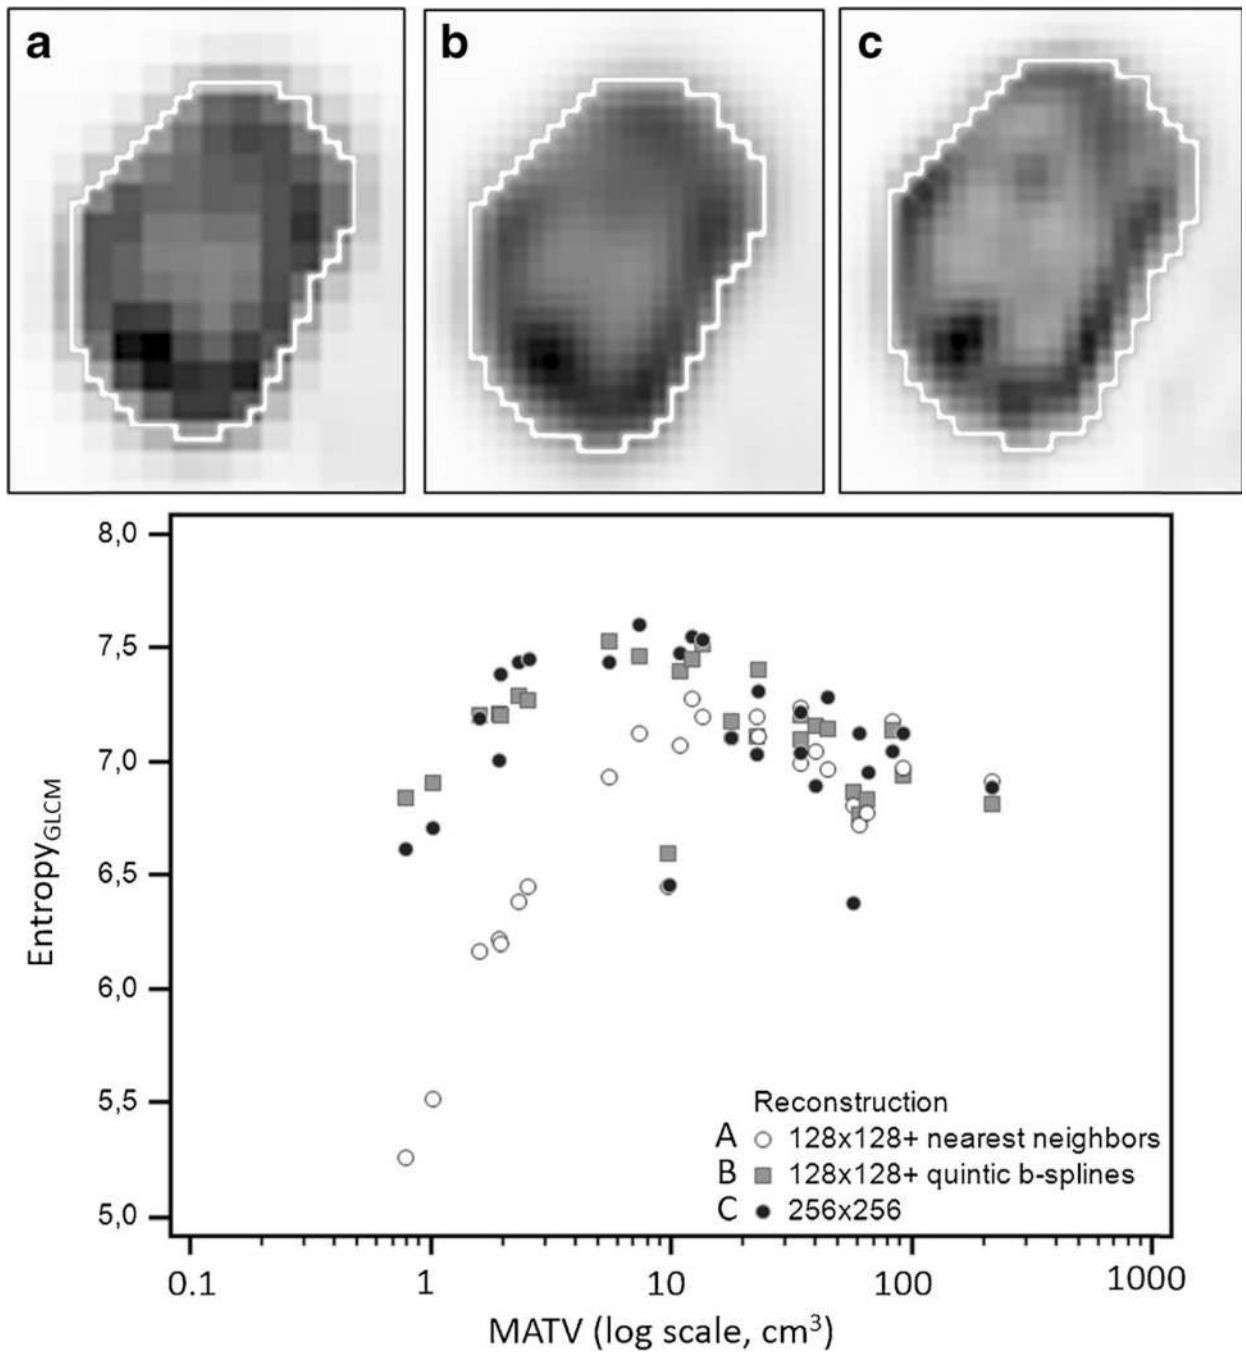 a
b
c
8,0
7,5
7,0
6,5
6,0
5,5
5,0
Entropy_GLCM
Reconstruction
A 128x128+ nearest neighbors
B 128x128+ quintic b-splines
C 256x256
0.1 1 10 100 1000
MATV (log scale, cm³)